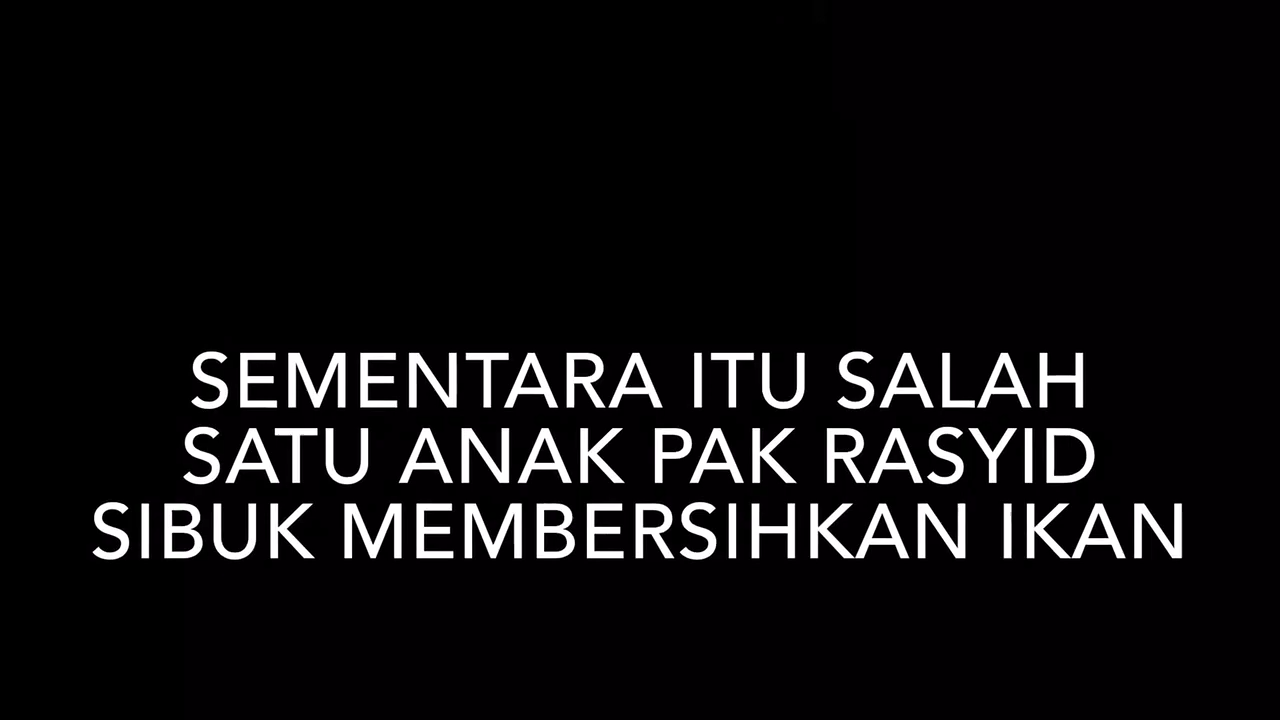 SEMENTARA ITU SALAH
SATU ANAK PAK RASYID
SIBUK MEMBERSIHKAN IKAN